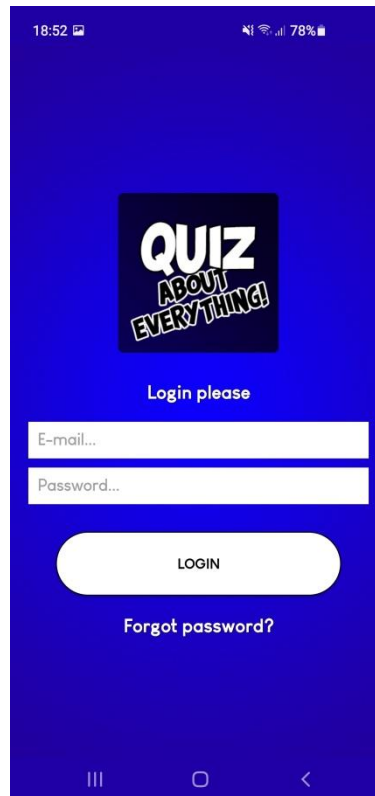 18:52 78%
QUIZ
ABOUT
EVERYTHING!
Login please
E-mail...
Password...
LOGIN
Forgot password?